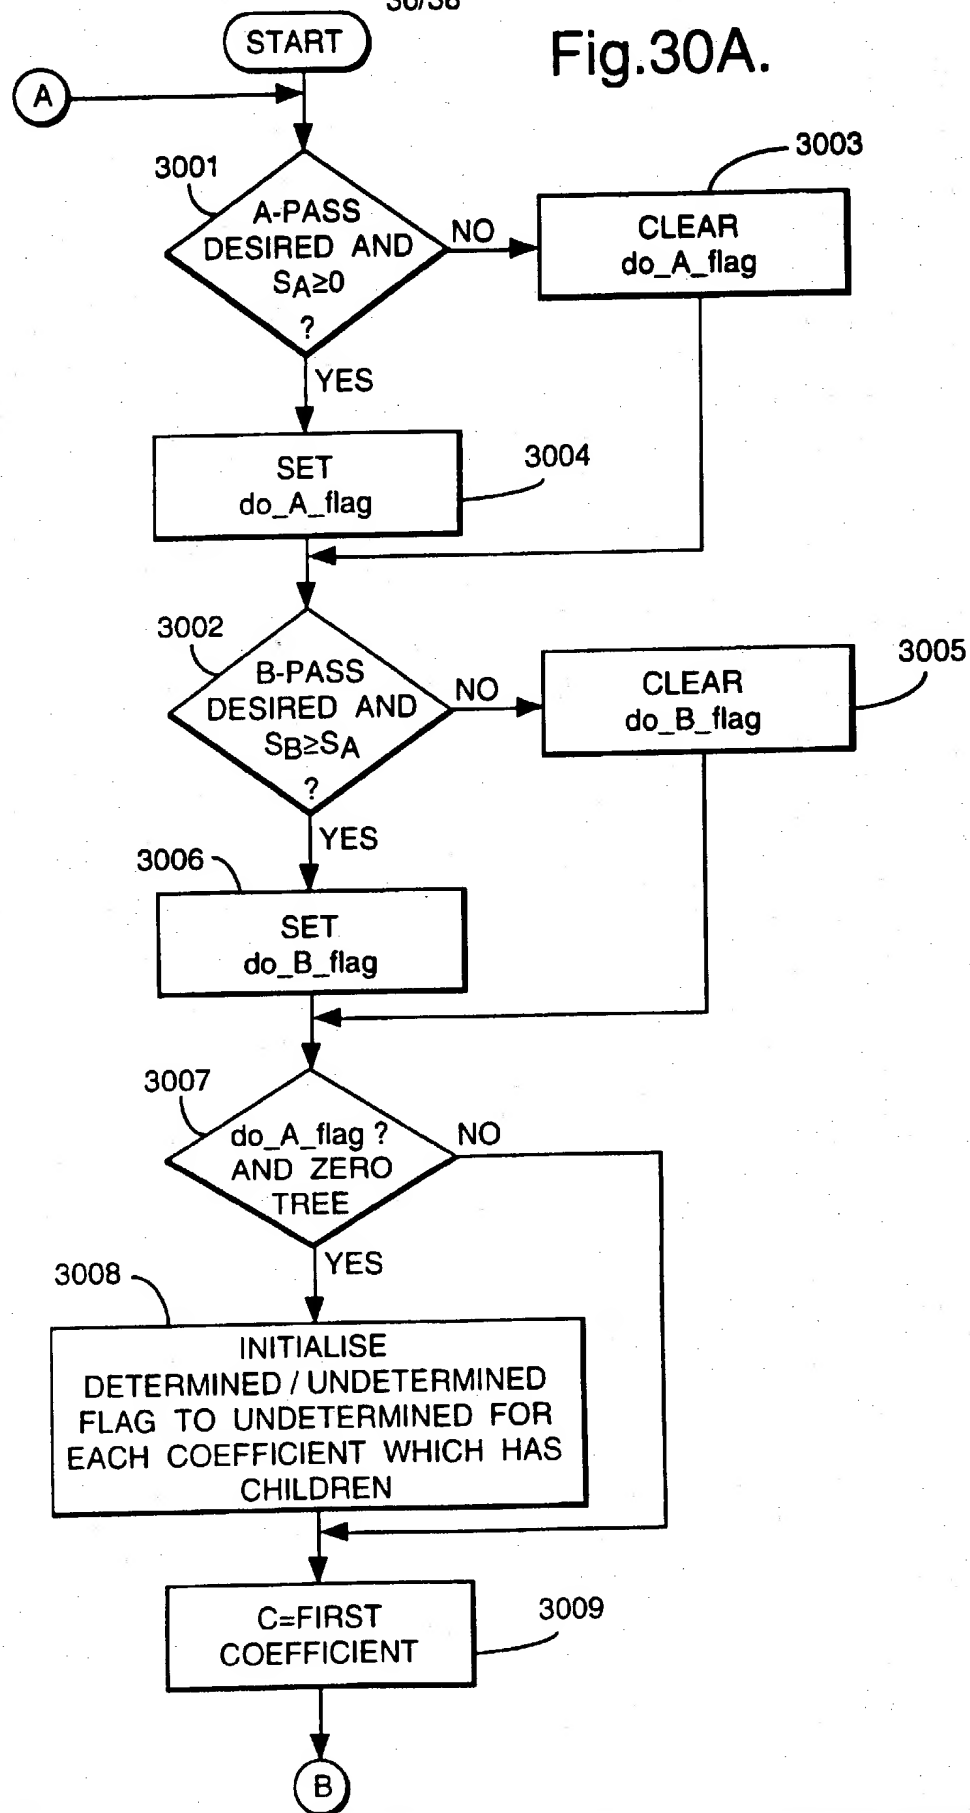 36/38
START
Fig.30A.
A
3001
A-PASS
DESIRED AND
SA≥0
?
NO
3003
CLEAR
do_A_flag
YES
SET
do_A_flag
3004
3002
B-PASS
DESIRED AND
SB≥SA
?
NO
CLEAR
do_B_flag
3005
YES
3006
SET
do_B_flag
3007
do_A_flag ?
AND ZERO
TREE
NO
YES
3008
INITIALISE
DETERMINED / UNDETERMINED
FLAG TO UNDETERMINED FOR
EACH COEFFICIENT WHICH HAS
CHILDREN
C=FIRST
COEFFICIENT
3009
B